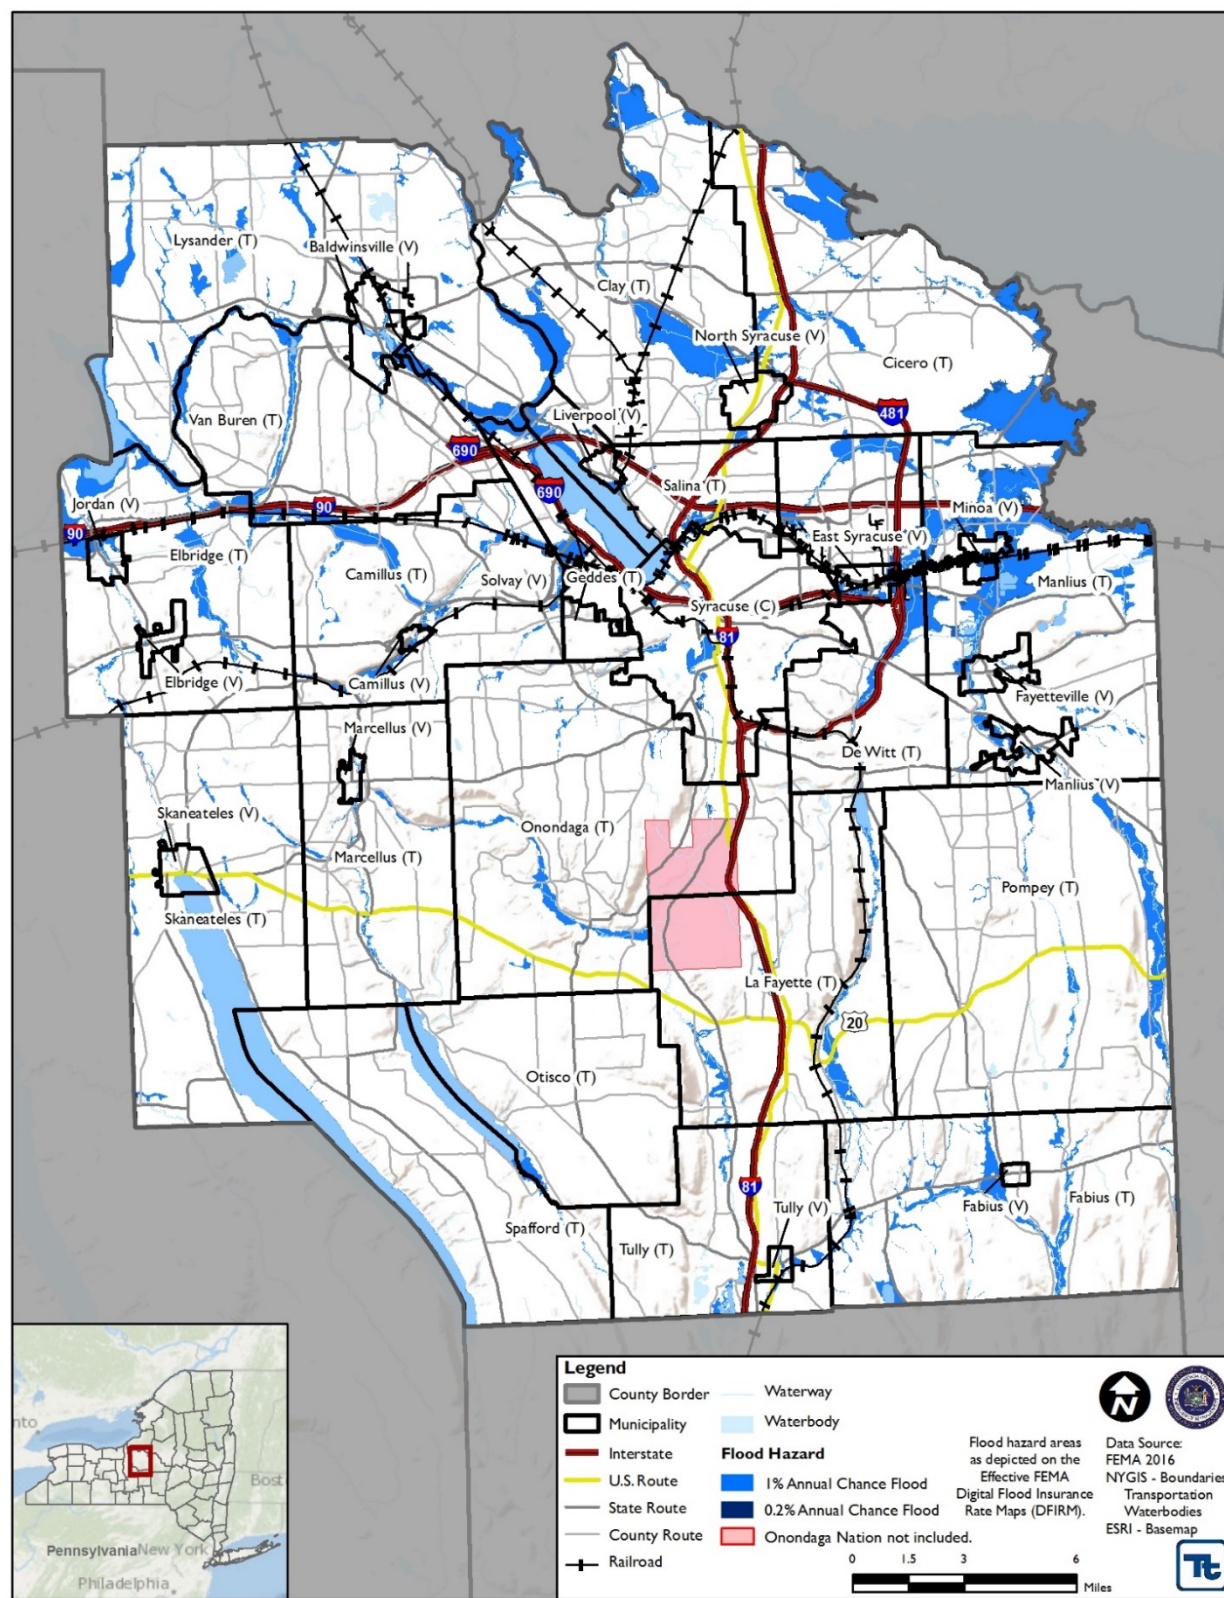 Lysander (T)
Baldwinsville (V)
Clay (T)
North Syracuse (V)
Cicero (T)
Van Buren (T)
Liverpool (V)
481
690
690
Salina (T)
Jordan (V)
90
90
Minoa (V)
East Syracuse (V)
Elbridge (T)
Camillus (T)
Solvay (V)
Geddes (T)
Manlius (T)
Syracuse (C)
81
Elbridge (V)
Camillus (V)
Fayetteville (V)
Marcellus (V)
De Witt (T)
Manlius (V)
Skaneateles (V)
Onondaga (T)
Marcellus (T)
Pompey (T)
Skaneateles (T)
La Fayette (T)
20
Otisco (T)
81
Tully (V)
Fabius (V)
Fabius (T)
Spafford (T)
Tully (T)
nto
Bost
Pennsylvania
New York
Philadelphia
Legend
County Border
Municipality
Interstate
U.S. Route
State Route
County Route
Railroad
Waterway
Waterbody
Flood Hazard
1% Annual Chance Flood
0.2% Annual Chance Flood
Onondaga Nation not included.
Flood hazard areas
as depicted on the
Effective FEMA
Digital Flood Insurance
Rate Maps (DFIRM).
N
Data Source:
FEMA 2016
NYGIS - Boundaries
Transportation
Waterbodies
ESRI - Basemap
0 1.5 3 6
Miles
Tt